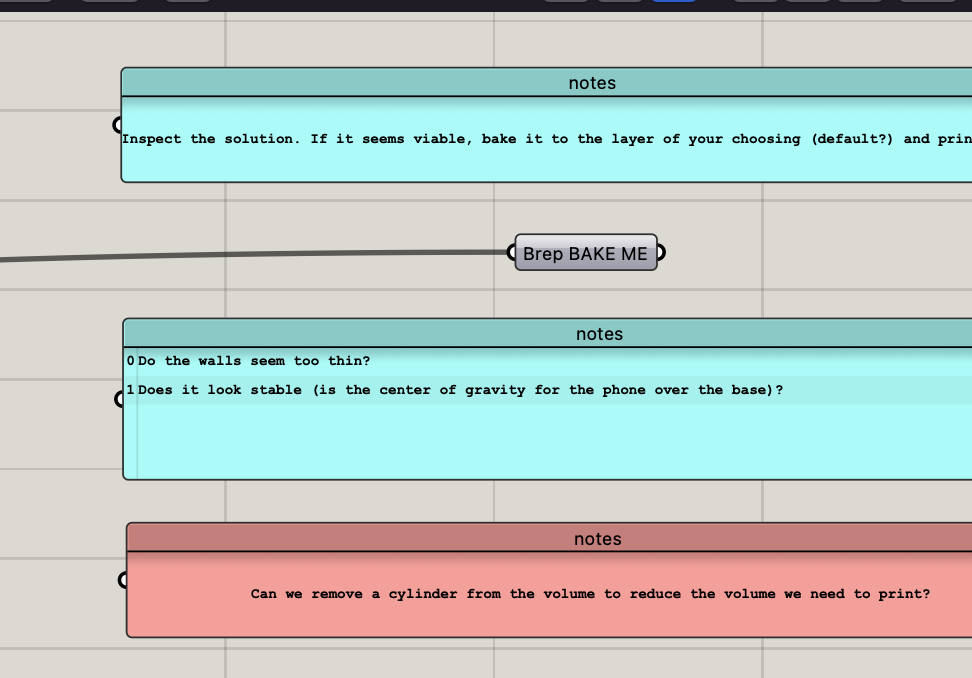 notes
Inspect the solution. If it seems viable, bake it to the layer of your choosing (default?) and prin
Brep BAKE ME
notes
0 Do the walls seem too thin?
1 Does it look stable (is the center of gravity for the phone over the base)?
notes
Can we remove a cylinder from the volume to reduce the volume we need to print?